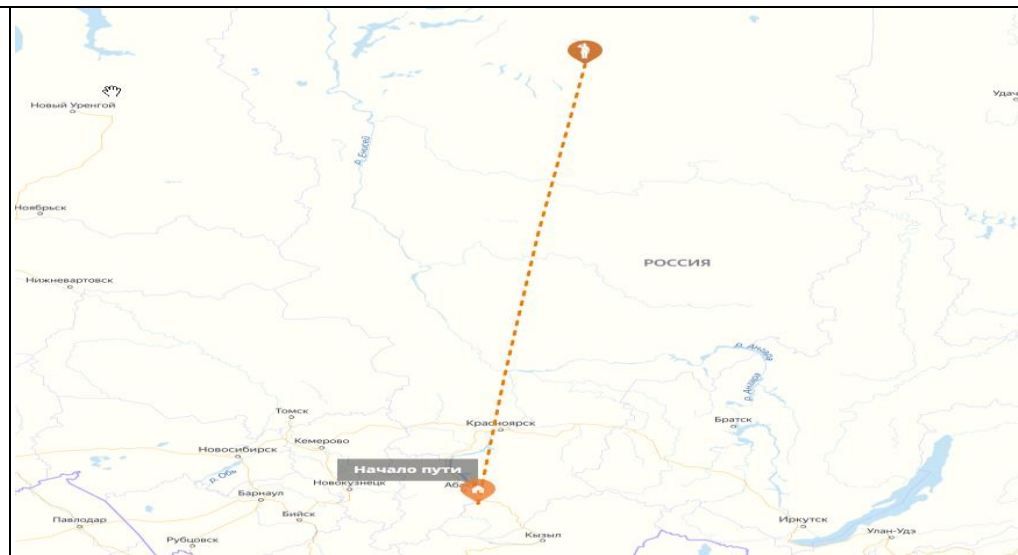 Новый Уренгой
Удач
р. Енисей
Ноябрьск
РОССИЯ
Нижневартовск
р. Ангара
р. Ангара
Томск
Братск
Красноярск
Кемерово
Новосибирск
Начало пути
р. Обь
Новокузнецк
Аба
Барнаул
Бийск
Павлодар
Иркутск
Улан-Удэ
Кызыл
Рубцовск